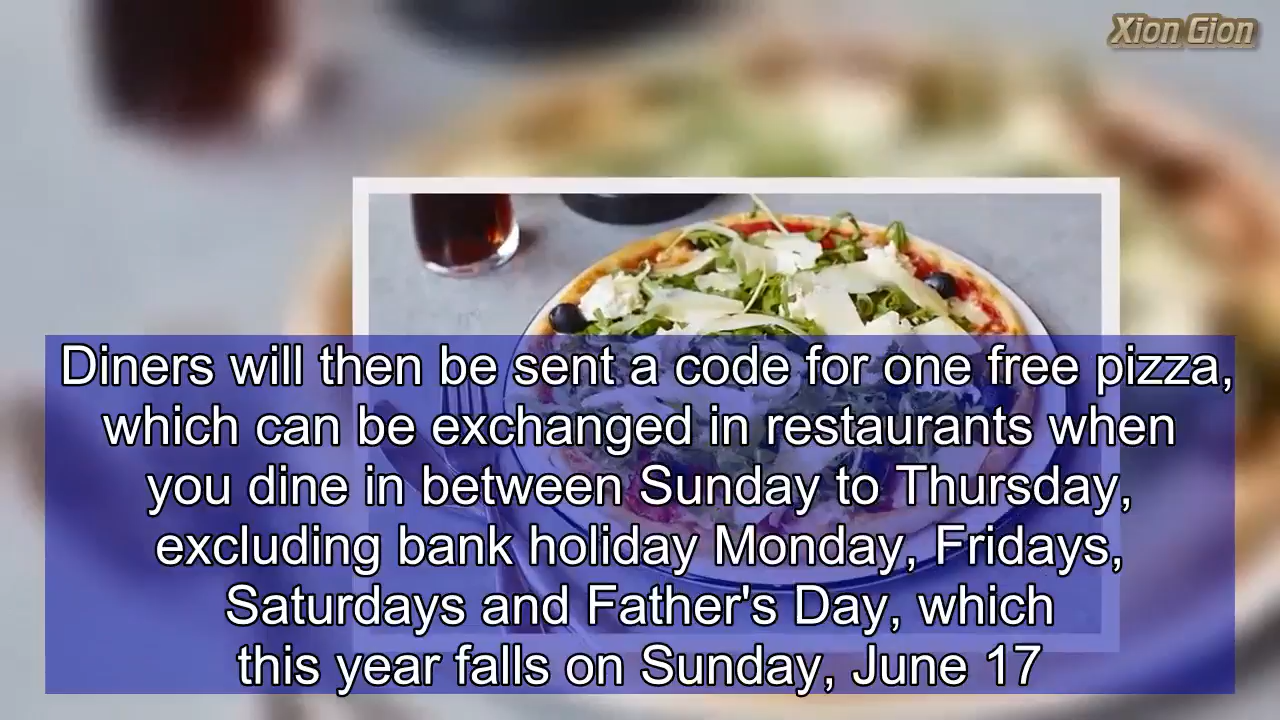 Xion Gion
Diners will then be sent a code for one free pizza,
which can be exchanged in restaurants when
you dine in between Sunday to Thursday,
excluding bank holiday Monday, Fridays,
Saturdays and Father's Day, which
this year falls on Sunday, June 17